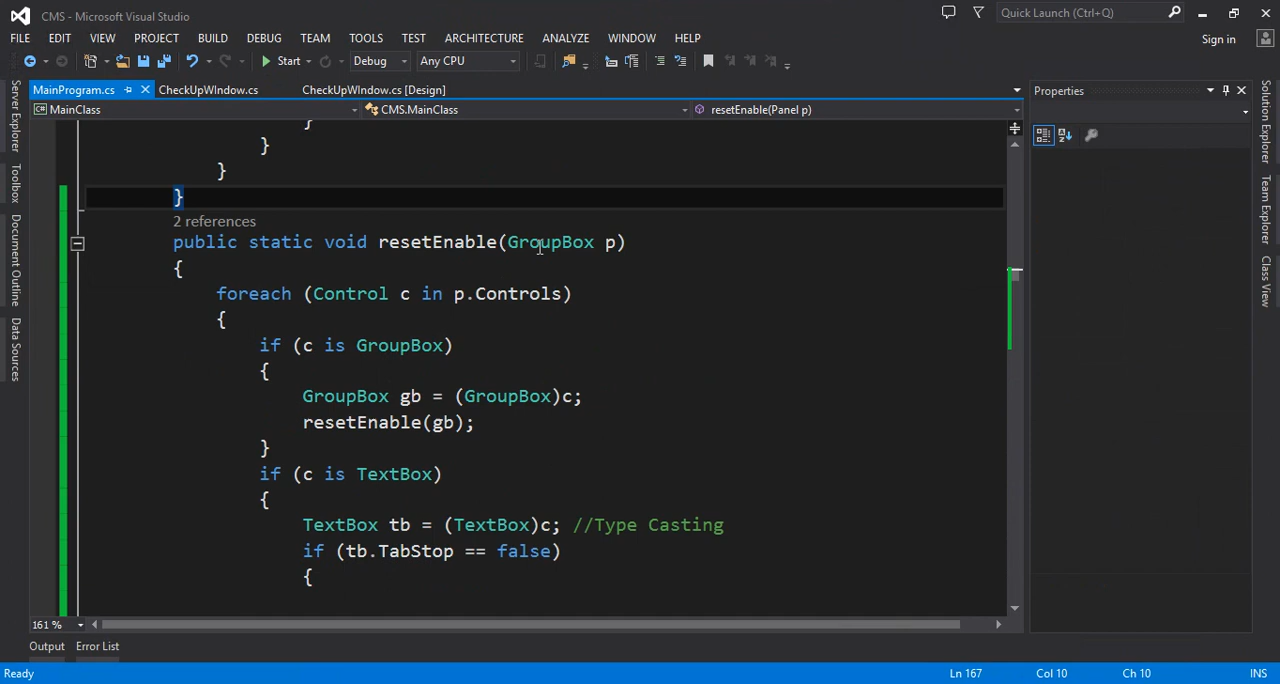 CMS - Microsoft Visual Studio
Quick Launch (Ctrl+Q)
FILE EDIT VIEW PROJECT BUILD DEBUG TEAM TOOLS TEST ARCHITECTURE ANALYZE WINDOW HELP
Sign in
Start Debug Any CPU
MainProgram.cs CheckUpWIndow.cs CheckUpWIndow.cs [Design]
Properties
MainClass CMS.MainClass resetEnable(Panel p)
Server Explorer
Toolbox
Document Outline
Data Sources
}
}
}
}
2 references
public static void resetEnable(GroupBox p)
{
foreach (Control c in p.Controls)
{
if (c is GroupBox)
{
GroupBox gb = (GroupBox)c;
resetEnable(gb);
}
if (c is TextBox)
{
TextBox tb = (TextBox)c; //Type Casting
if (tb.TabStop == false)
{
Solution Explorer
Team Explorer
Class View
161 %
Output Error List
Ready Ln 167 Col 10 Ch 10 INS